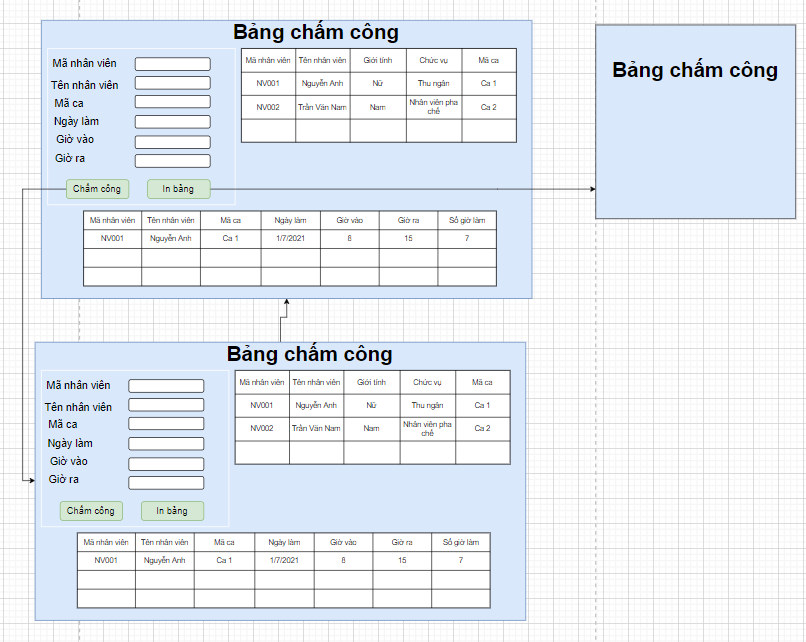 Bảng chấm công
Mã nhân viên
Tên nhân viên
Mã ca
Ngày làm
Giờ vào
Giờ ra
Chấm công In bảng
Mã nhân viên Tên nhân viên Giới tính Chức vụ Mã ca
NV001 Nguyễn Anh Nữ Thu ngân Ca 1
NV002 Trần Văn Nam Nam Nhân viên pha chế Ca 2
Mã nhân viên Tên nhân viên Mã ca Ngày làm Giờ vào Giờ ra Số giờ làm
NV001 Nguyễn Anh Ca 1 1/7/2021 8 15 7
Bảng chấm công
Bảng chấm công
Mã nhân viên
Tên nhân viên
Mã ca
Ngày làm
Giờ vào
Giờ ra
Chấm công In bảng
Mã nhân viên Tên nhân viên Giới tính Chức vụ Mã ca
NV001 Nguyễn Anh Nữ Thu ngân Ca 1
NV002 Trần Văn Nam Nam Nhân viên pha chế Ca 2
Mã nhân viên Tên nhân viên Mã ca Ngày làm Giờ vào Giờ ra Số giờ làm
NV001 Nguyễn Anh Ca 1 1/7/2021 8 15 7